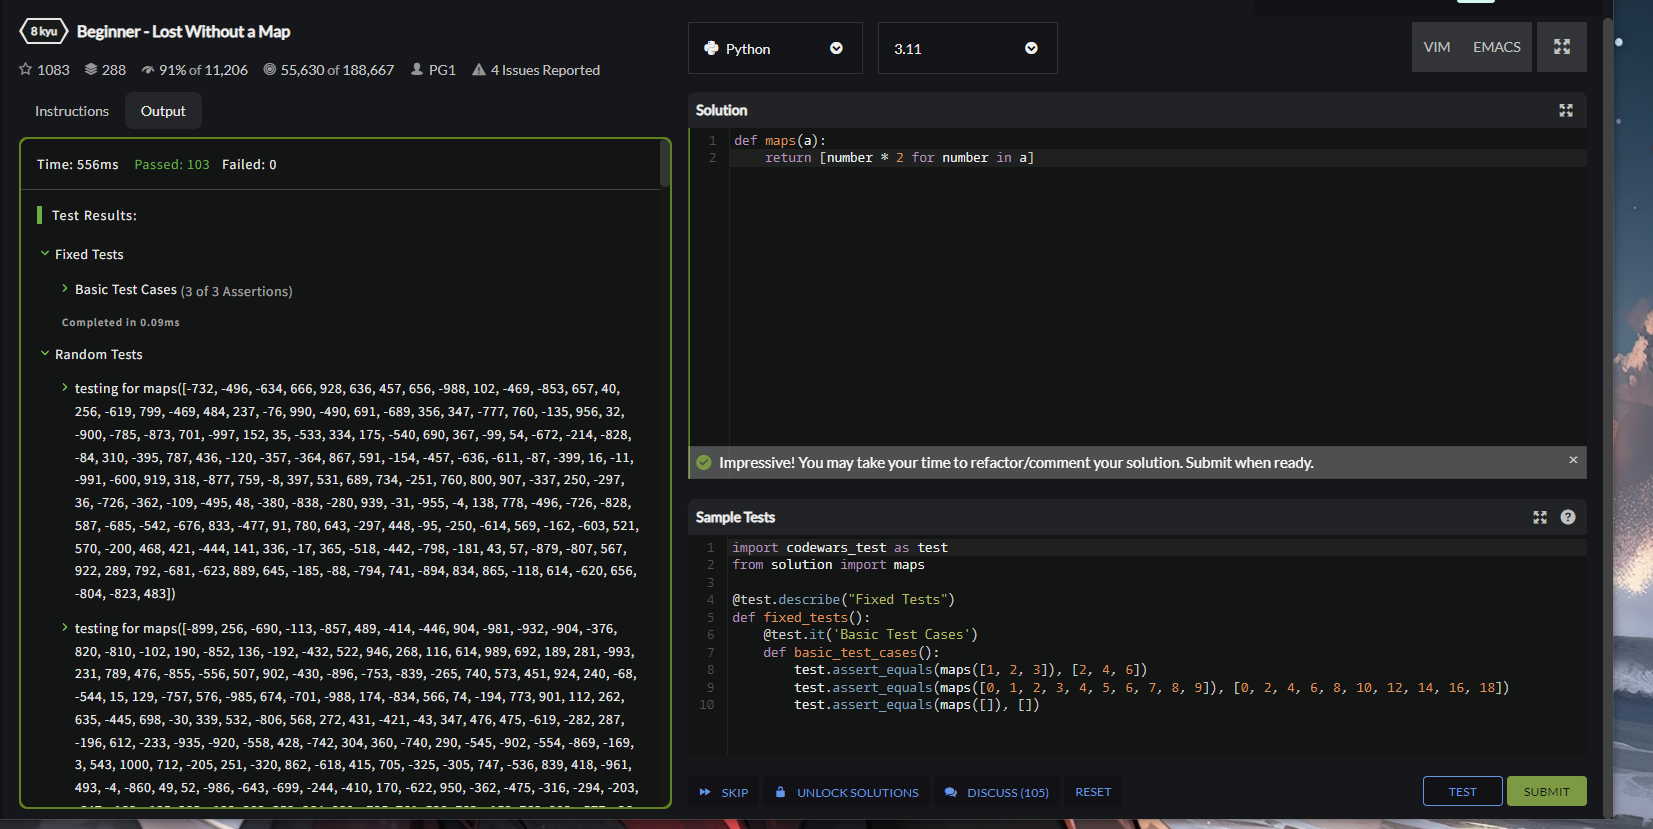 8 kyu Beginner - Lost Without a Map
1083 288 91% of 11,206 55,630 of 188,667 PG1 4 Issues Reported
Instructions Output
Time: 556ms Passed: 103 Failed: 0
Test Results:
Fixed Tests
Basic Test Cases (3 of 3 Assertions)
Completed in 0.09ms
Random Tests
testing for maps([-732, -496, -634, 666, 928, 636, 457, 656, -988, 102, -469, -853, 657, 40,
256, -619, 799, -469, 484, 237, -76, 990, -490, 691, -689, 356, 347, -777, 760, -135, 956, 32,
-900, -785, -873, 701, -997, 152, 35, -533, 334, 175, -540, 690, 367, -99, 54, -672, -214, -828,
-84, 310, -395, 787, 436, -120, -357, -364, 867, 591, -154, -457, -636, -611, -87, -399, 16, -11,
-991, -600, 919, 318, -877, 759, -8, 397, 531, 689, 734, -251, 760, 800, 907, -337, 250, -297,
36, -726, -362, -109, -495, 48, -380, -838, -280, 939, -31, -955, -4, 138, 778, -496, -726, -828,
587, -685, -542, -676, 833, -477, 91, 780, 643, -297, 448, -95, -250, -614, 569, -162, -603, 521,
570, -200, 468, 421, -444, 141, 336, -17, 365, -518, -442, -798, -181, 43, 57, -879, -807, 567,
922, 289, 792, -681, -623, 889, 645, -185, -88, -794, 741, -894, 834, 865, -118, 614, -620, 656,
-804, -823, 483])
testing for maps([-899, 256, -690, -113, -857, 489, -414, -446, 904, -981, -932, -904, -376,
820, -810, -102, 190, -852, 136, -192, -432, 522, 946, 268, 116, 614, 989, 692, 189, 281, -993,
231, 789, 476, -855, -556, 507, 902, -430, -896, -753, -839, -265, 740, 573, 451, 924, 240, -68,
-544, 15, 129, -757, 576, -985, 674, -701, -988, 174, -834, 566, 74, -194, 773, 901, 112, 262,
635, -445, 698, -30, 339, 532, -806, 568, 272, 431, -421, -43, 347, 476, 475, -619, -282, 287,
-196, 612, -233, -935, -920, -558, 428, -742, 304, 360, -740, 290, -545, -902, -554, -869, -169,
3, 543, 1000, 712, -205, 251, -320, 862, -618, 415, 705, -325, -305, 747, -536, 839, 418, -961,
493, -4, -860, 49, 52, -986, -643, -699, -244, -410, 170, -622, 950, -362, -475, -316, -294, -203,
Python 3.11 VIM EMACS
Solution
1 def maps(a):
2 return [number * 2 for number in a]
Impressive! You may take your time to refactor/comment your solution. Submit when ready. ×
Sample Tests ?
1 import codewars_test as test
2 from solution import maps
3
4 @test.describe("Fixed Tests")
5 def fixed_tests():
6 @test.it('Basic Test Cases')
7 def basic_test_cases():
8 test.assert_equals(maps([1, 2, 3]), [2, 4, 6])
9 test.assert_equals(maps([0, 1, 2, 3, 4, 5, 6, 7, 8, 9]), [0, 2, 4, 6, 8, 10, 12, 14, 16, 18])
10 test.assert_equals(maps([]), [])
SKIP UNLOCK SOLUTIONS DISCUSS (105) RESET TEST SUBMIT